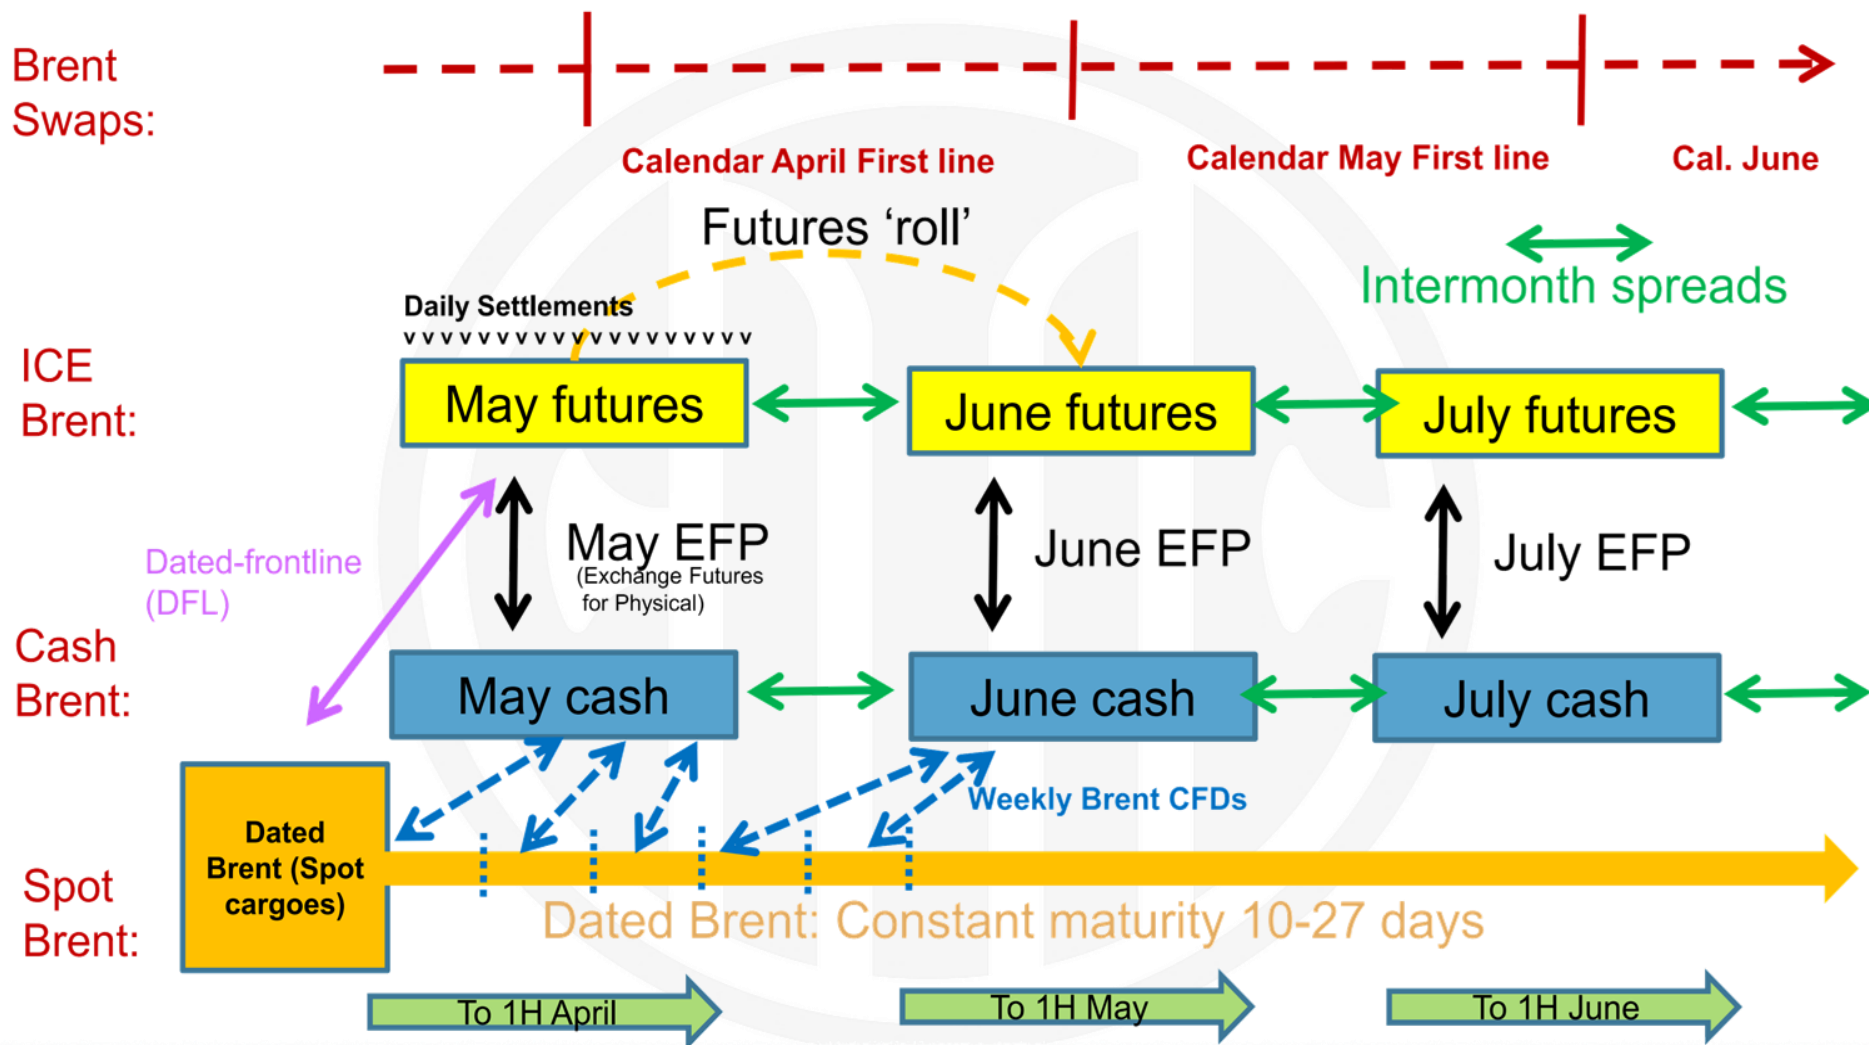 Brent
Swaps:
Calendar April First line
Calendar May First line
Cal. June
Futures ‘roll’
Intermonth spreads
Daily Settlements
v v v v v v v v v v v v v v v v v v v v
ICE
Brent:
May futures
June futures
July futures
Dated-frontline
(DFL)
May EFP
(Exchange Futures
for Physical)
June EFP
July EFP
Cash
Brent:
May cash
June cash
July cash
Weekly Brent CFDs
Dated
Brent (Spot
cargoes)
Spot
Brent:
Dated Brent: Constant maturity 10-27 days
To 1H April
To 1H May
To 1H June